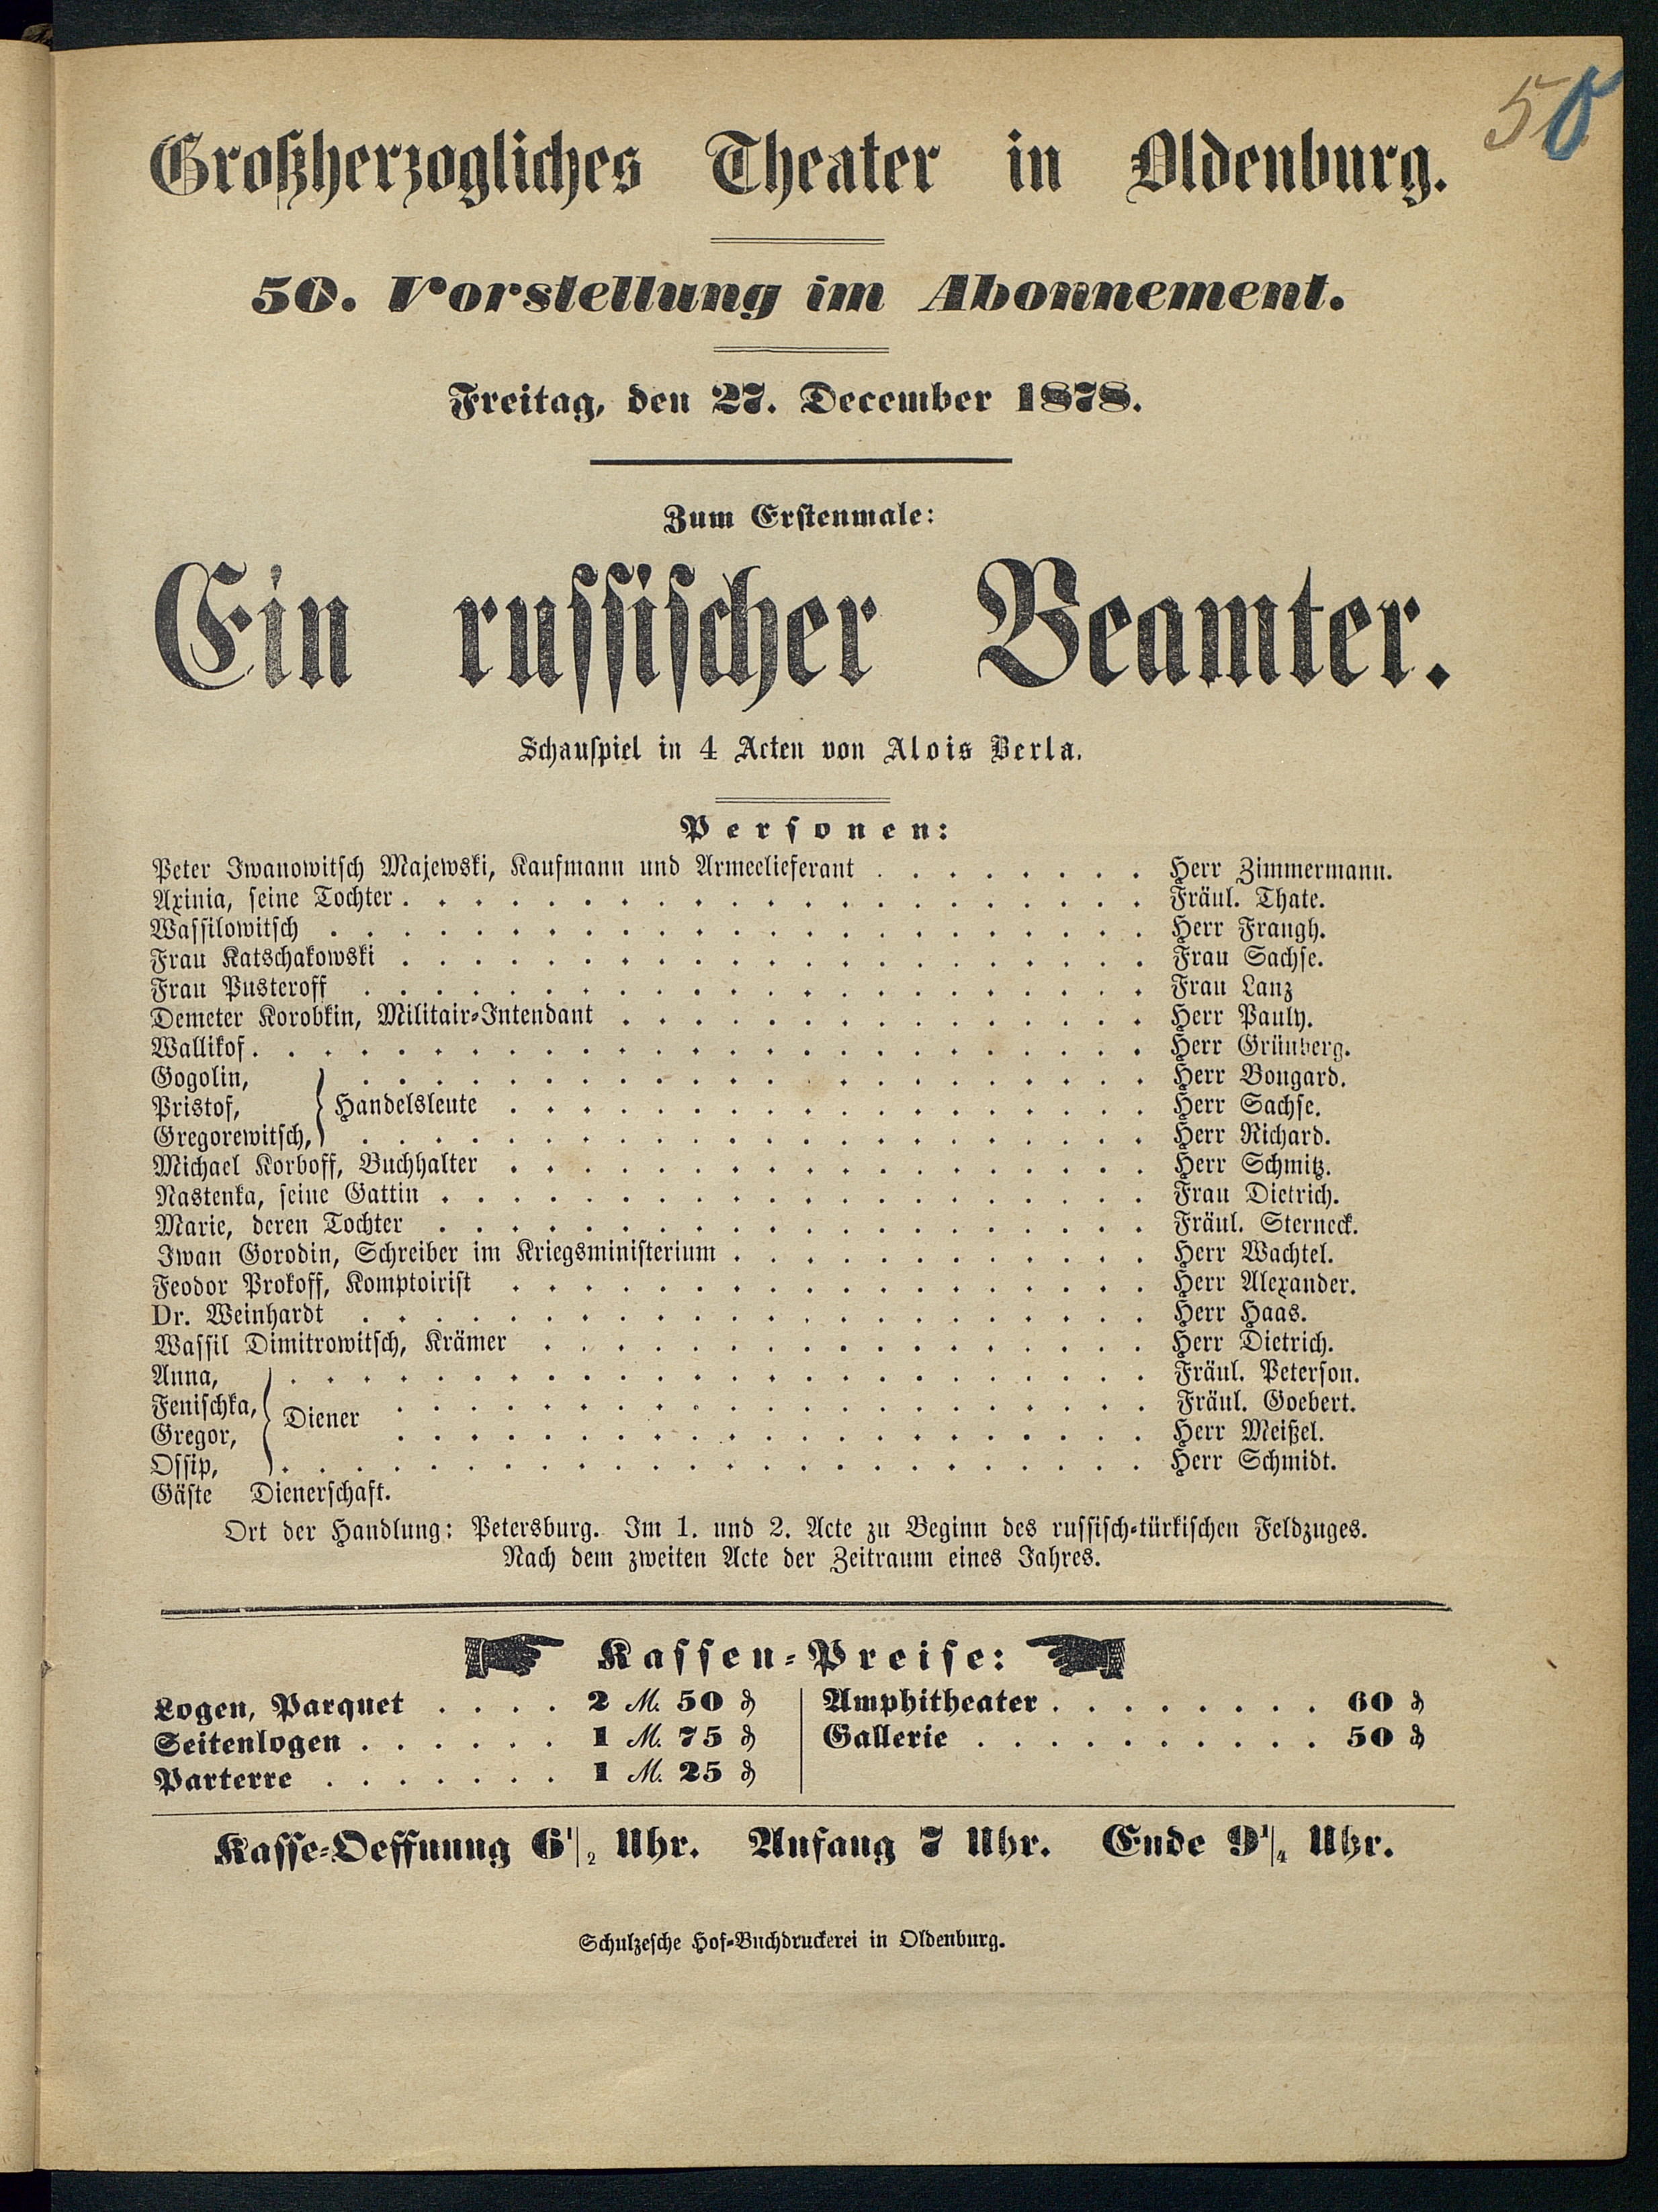 50
Großherzogliches Theater in Oldenburg.
50. Vorstellung im Abonnement.
Freitag, den 27. December 1878.
Zum Erstenmale:
Ein russischer Beamter.
Schauspiel in 4 Acten von Alois Berla.
Personen:
Peter Iwanowitsch Majewski, Kaufmann und Armeelieferant . . . . . . . . Herr Zimmermann.
Axinia, seine Tochter . . . . . . . . Fräul. Thate.
Wassilowitsch . . . . . . . . Herr Frangh.
Frau Katschakowski . . . . . . . . Frau Sachse.
Frau Pusteroff . . . . . . . . Frau Lanz
Demeter Korobkin, Militair-Intendant . . . . . . . . Herr Pauly.
Wallikof . . . . . . . . Herr Grünberg.
Gogolin, . . . . . . . . Herr Bongard.
Pristof, } Handelsleute . . . . . . . . Herr Sachse.
Gregorewitsch, . . . . . . . . Herr Richard.
Michael Korboff, Buchhalter . . . . . . . . Herr Schmitz.
Nastenka, seine Gattin . . . . . . . . Frau Dietrich.
Marie, deren Tochter . . . . . . . . Fräul. Sterneck.
Iwan Gorodin, Schreiber im Kriegsministerium . . . . . . . . Herr Wachtel.
Feodor Prokoff, Komptoirist . . . . . . . . Herr Alexander.
Dr. Weinhardt . . . . . . . . Herr Haas.
Wassil Dimitrowitsch, Krämer . . . . . . . . Herr Dietrich.
Anna, . . . . . . . . Fräul. Peterson.
Fenischka, } Diener . . . . . . . . Fräul. Goebert.
Gregor, . . . . . . . . Herr Meißel.
Ossip, . . . . . . . . Herr Schmidt.
Gäste Dienerschaft.
Ort der Handlung: Petersburg. Im 1. und 2. Acte zu Beginn des russisch-türkischen Feldzuges.
Nach dem zweiten Acte der Zeitraum eines Jahres.
Kassen-Preise:
Logen, Parquet . . . . 2 M. 50 ₰
Seitenlogen . . . . . . 1 M. 75 ₰
Parterre . . . . . . . 1 M. 25 ₰
Amphitheater . . . . . . . . 60 ₰
Gallerie . . . . . . . . . . 50 ₰
Kasse-Oeffnung 6 1/2 Uhr. Anfang 7 Uhr. Ende 9 1/4 Uhr.
Schulzesche Hof-Buchdruckerei in Oldenburg.